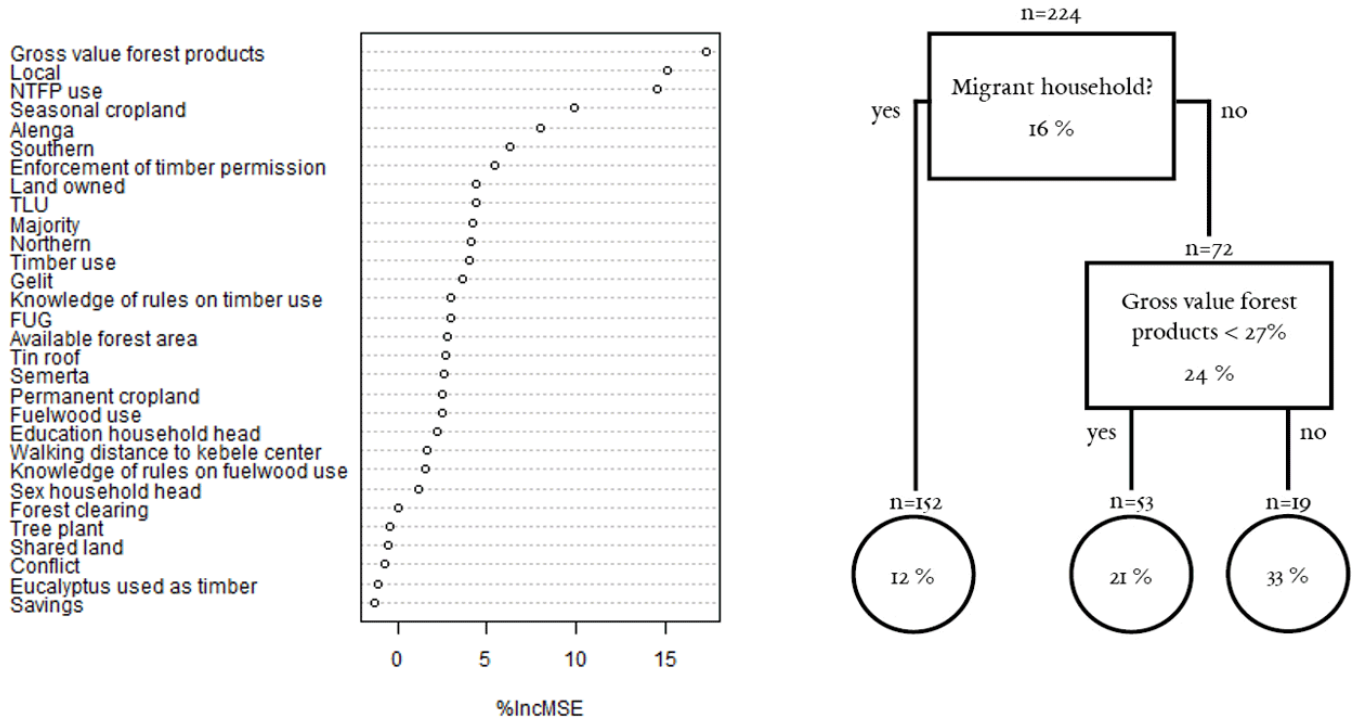 Gross value forest products
Local
NTFP use
Seasonal cropland
Alenga
Southern
Enforcement of timber permission
Land owned
TLU
Majority
Northern
Timber use
Gelit
Knowledge of rules on timber use
FUG
Available forest area
Tin roof
Semerta
Permanent cropland
Fuelwood use
Education household head
Walking distance to kebele center
Knowledge of rules on fuelwood use
Sex household head
Forest clearing
Tree plant
Shared land
Conflict
Eucalyptus used as timber
Savings
0 5 10 15
%IncMSE
n=224
Migrant household?
16 %
yes
no
n=72
Gross value forest
products < 27%
24 %
yes
no
n=152
n=53
n=19
12 %
21 %
33 %